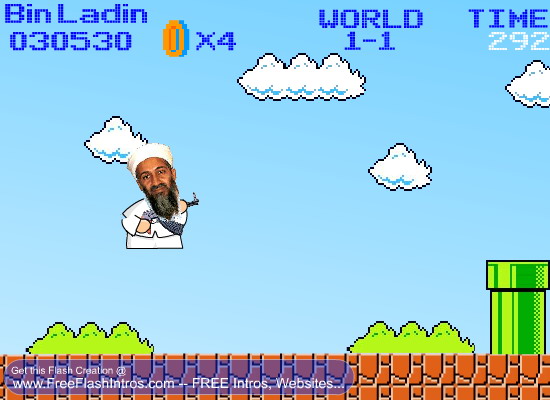 Bin Ladin
030530
X4
WORLD
1-1
TIME
292
Get this Flash Creation @
www.FreeFlashIntros.com -- FREE Intros, Websites...